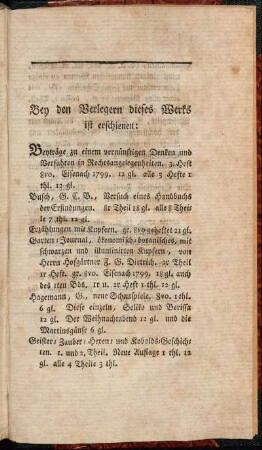 Bey den Verlegern dieses Werks
ist erschienen:
Beyträge zu einem vernünftigen Denken und
Verfahren in Rechtsangelegenheiten. 3. Heft
8vo. Eisenach 1799. 12 gl. alle 3 Hefte 1
thl. 12 gl.
Busch, G. C. B., Versuch eines Handbuchs
der Erfindungen. 8r Theil 18 gl. alle 8 Theile
7 thl. 12 gl.
Erzählungen mit Kupfern. gr. 8vo geheftet 21 gl.
Garten-Journal, ökonomisch-botanisches, mit
schwarzen und illuminirten Kupfern, von
Herrn Hofgärtner F. G. Dietrich. 2r Theil
1r Heft. gr. 8vo. Eisenach 1799, 18 gl. auch
des 1ten Bds. 1r u. 2r Heft 1 thl. 12 gl.
Hagemann, G., neue Schauspiele. 8vo. 1 thl.
6 gl. Diese einzeln, Seliko und Berissa
12 gl. Der Weihnachtabend 12 gl. und die
Martinsgänse 6 gl.
Geister- Zauber- Hexen- und Kobolds-Geschich-
ten. 1. und 2. Theil. Neue Auflage 1 thl. 12
gl. alle 4 Theile 3 thl.